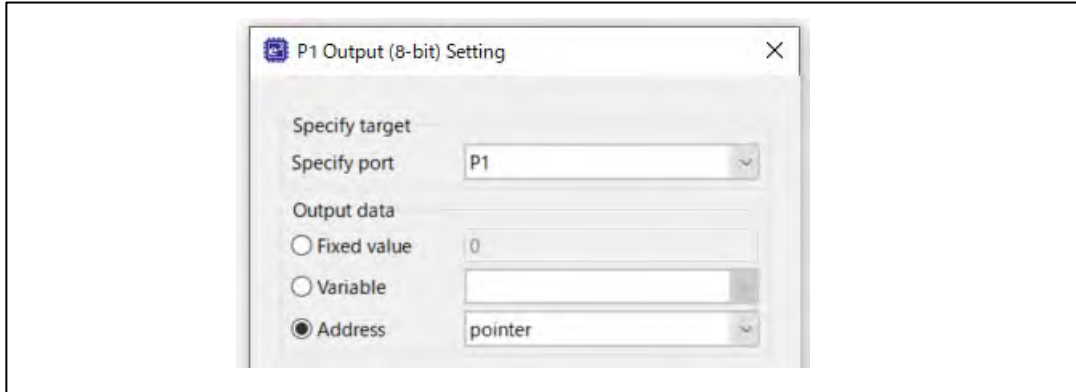 P1 Output (8-bit) Setting
Specify target
Specify port P1
Output data
Fixed value 0
Variable
Address pointer